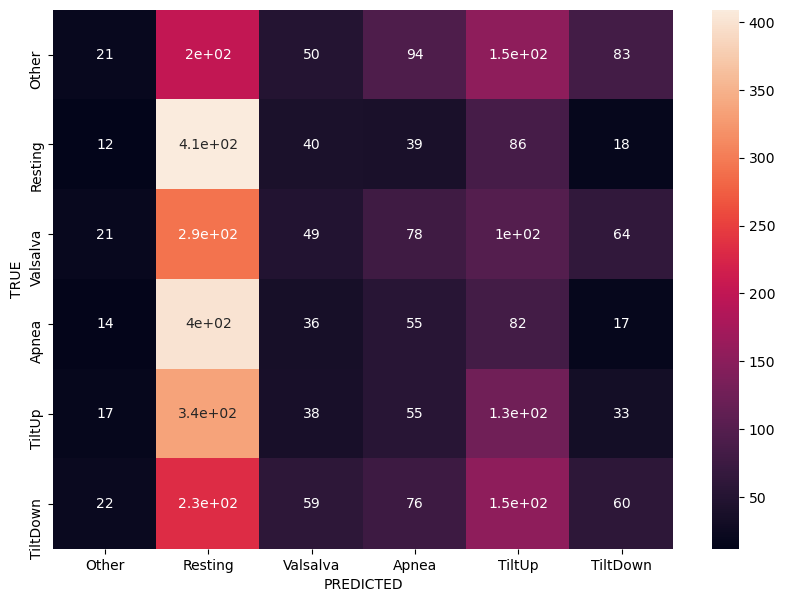 Other 21 2e+02 50 94 1.5e+02 83
Resting 12 4.1e+02 40 39 86 18
Valsalva 21 2.9e+02 49 78 1e+02 64
Apnea 14 4e+02 36 55 82 17
TiltUp 17 3.4e+02 38 55 1.3e+02 33
TiltDown 22 2.3e+02 59 76 1.5e+02 60
TRUE
Other Resting Valsalva Apnea TiltUp TiltDown
PREDICTED
400
350
300
250
200
150
100
50